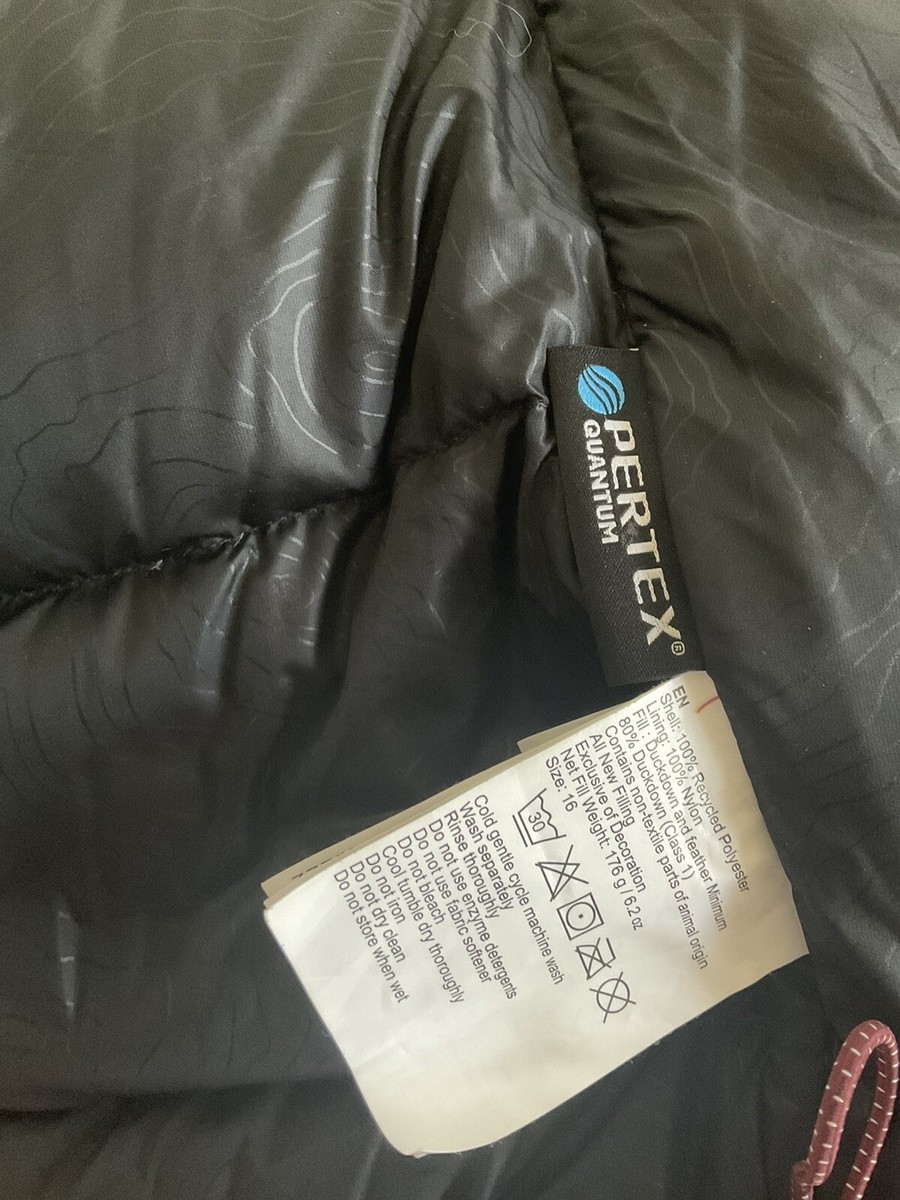 PERTEX®
QUANTUM
EN
Shell: 100% Recycled Polyester
Lining: 100% Nylon
Fill : Duckdown and feather Minimum
80% Duckdown (Class 1)
Contains non-textile parts of animal origin
All New Filling
Exclusive of Decoration
Net Fill Weight: 176 g / 6.2 oz
Size: 16
30
Cold gentle cycle machine wash
Wash separately
Rinse thoroughly
Do not use enzyme detergents
Do not use fabric softener
Do not bleach
Cool tumble dry thoroughly
Do not iron
Do not dry clean
Do not store when wet